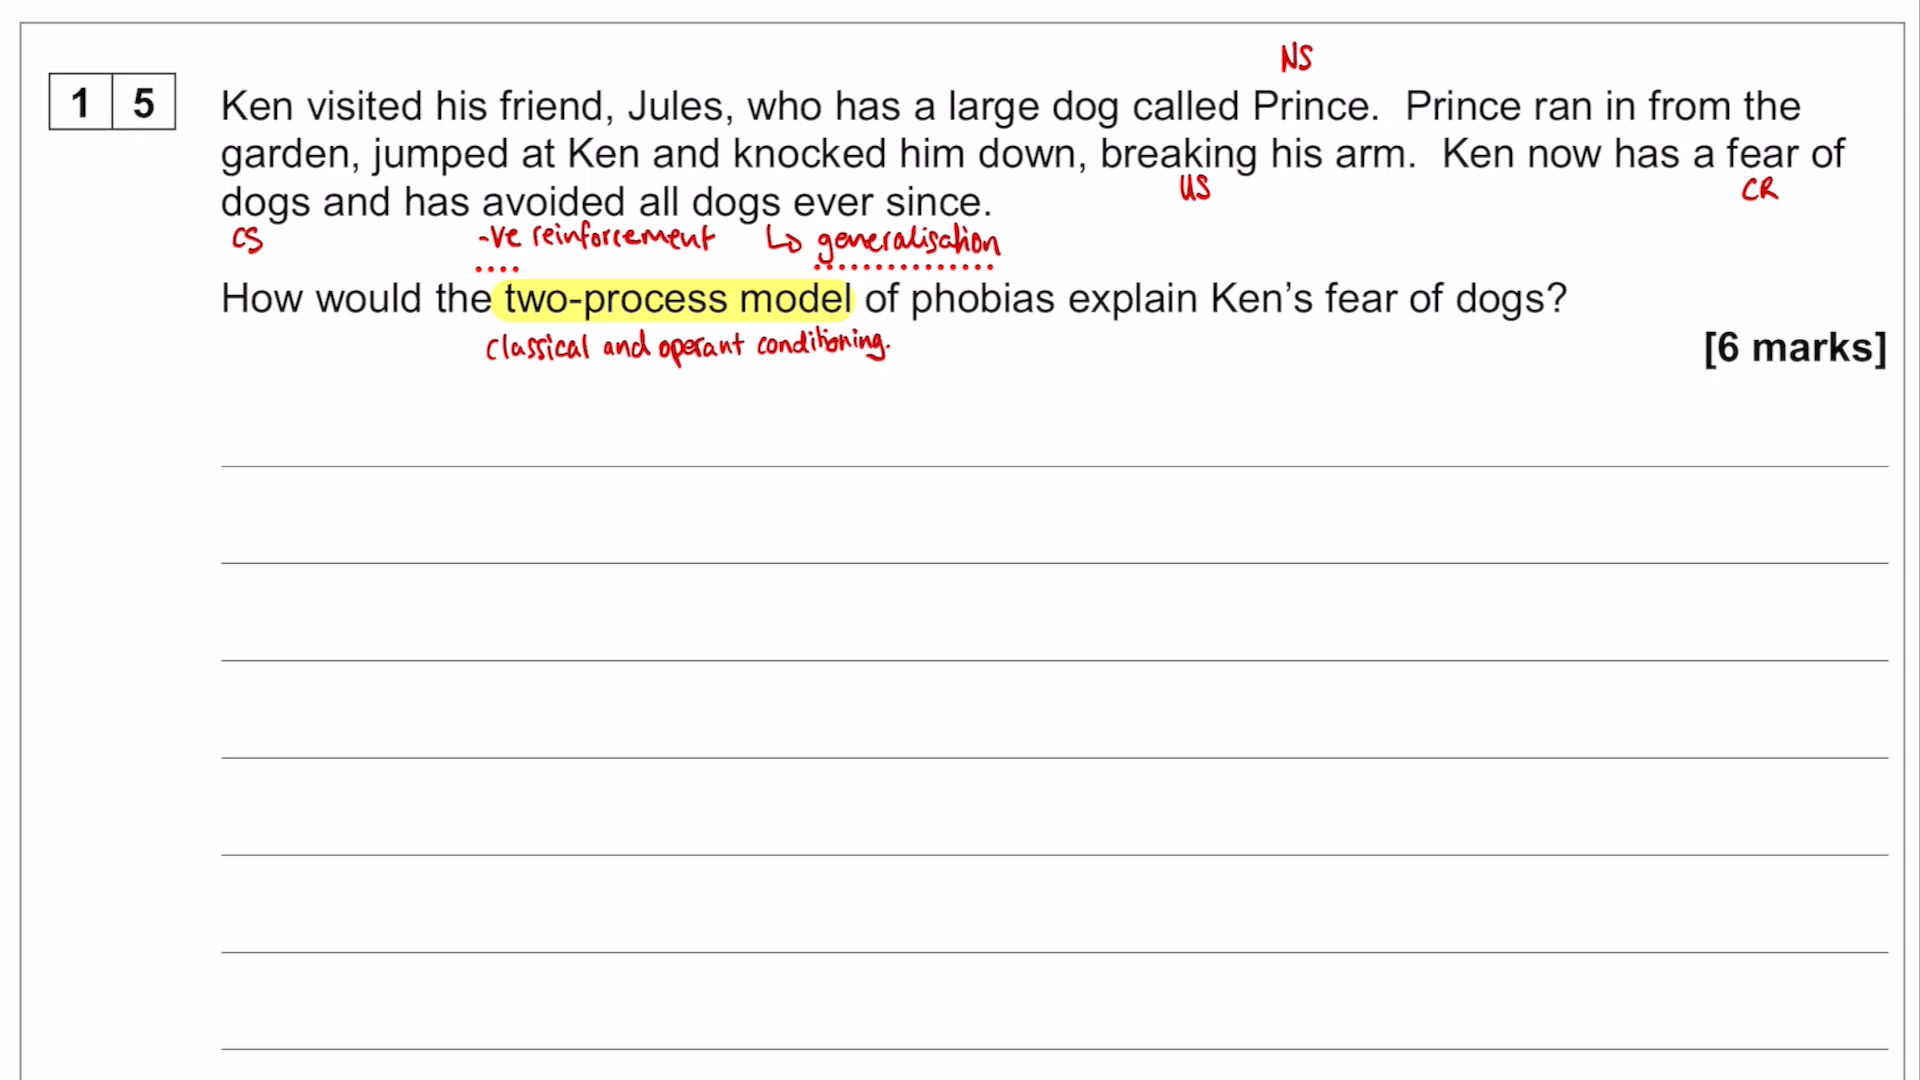 NS
15 Ken visited his friend, Jules, who has a large dog called Prince. Prince ran in from the
garden, jumped at Ken and knocked him down, breaking his arm. Ken now has a fear of
US CR
dogs and has avoided all dogs ever since.
CS -ve reinforcement ↳ generalisation
How would the two-process model of phobias explain Ken’s fear of dogs?
classical and operant conditioning.
[6 marks]